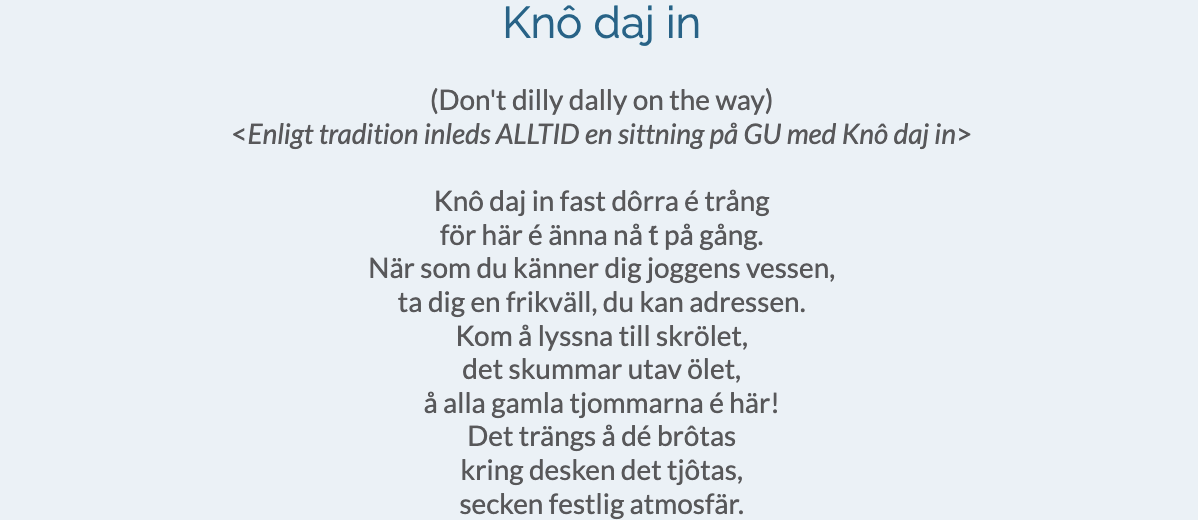 Knô daj in
(Don't dilly dally on the way)
<Enligt tradition inleds ALLTID en sittning på GU med Knô daj in>
Knô daj in fast dôrra é trång
för här é änna nå ť på gång.
När som du känner dig joggens vessen,
ta dig en frikväll, du kan adressen.
Kom å lyssna till skrölet,
det skummar utav ölet,
å alla gamla tjommarna é här!
Det trängs å dé brôtas
kring desken det tjôtas,
secken festlig atmosfär.